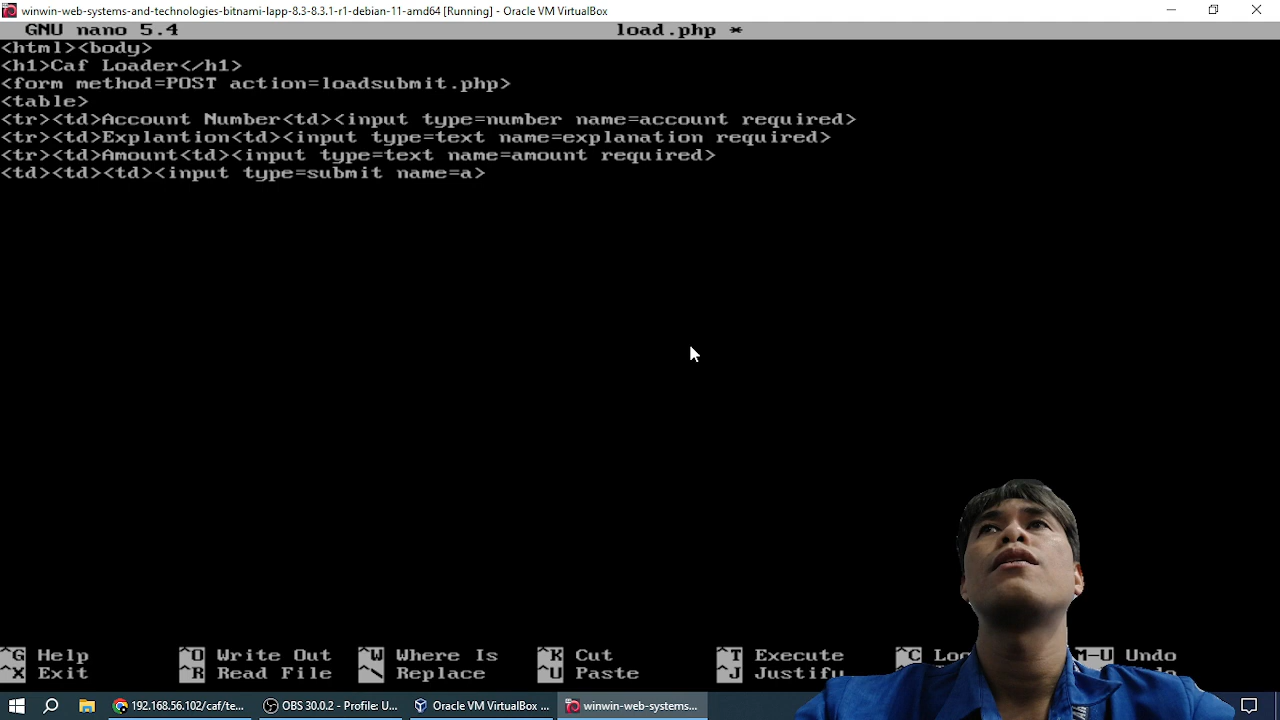 winwin-web-systems-and-technologies-bitnami-lapp-8.3-8.3.1-r1-debian-11-amd64 [Running] - Oracle VM VirtualBox
GNU nano 5.4 load.php *
<html><body>
<h1>Caf Loader</h1>
<form method=POST action=loadsubmit.php>
<table>
<tr><td>Account Number<td><input type=number name=account required>
<tr><td>Explantion<td><input type=text name=explanation required>
<tr><td>Amount<td><input type=text name=amount required>
<td><td><td><input type=submit name=a>
^G Help ^O Write Out ^W Where Is ^K Cut ^T Execute ^C M-U Undo
^X Exit ^R Read File ^\ Replace ^U Paste ^J Justify
192.168.56.102/caf/te... OBS 30.0.2 - Profile: U... Oracle VM VirtualBox ... winwin-web-systems...